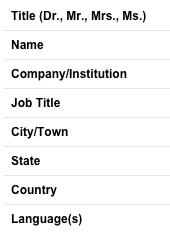 Title (Dr., Mr., Mrs., Ms.)
Name
Company/Institution
Job Title
City/Town
State
Country
Language(s)